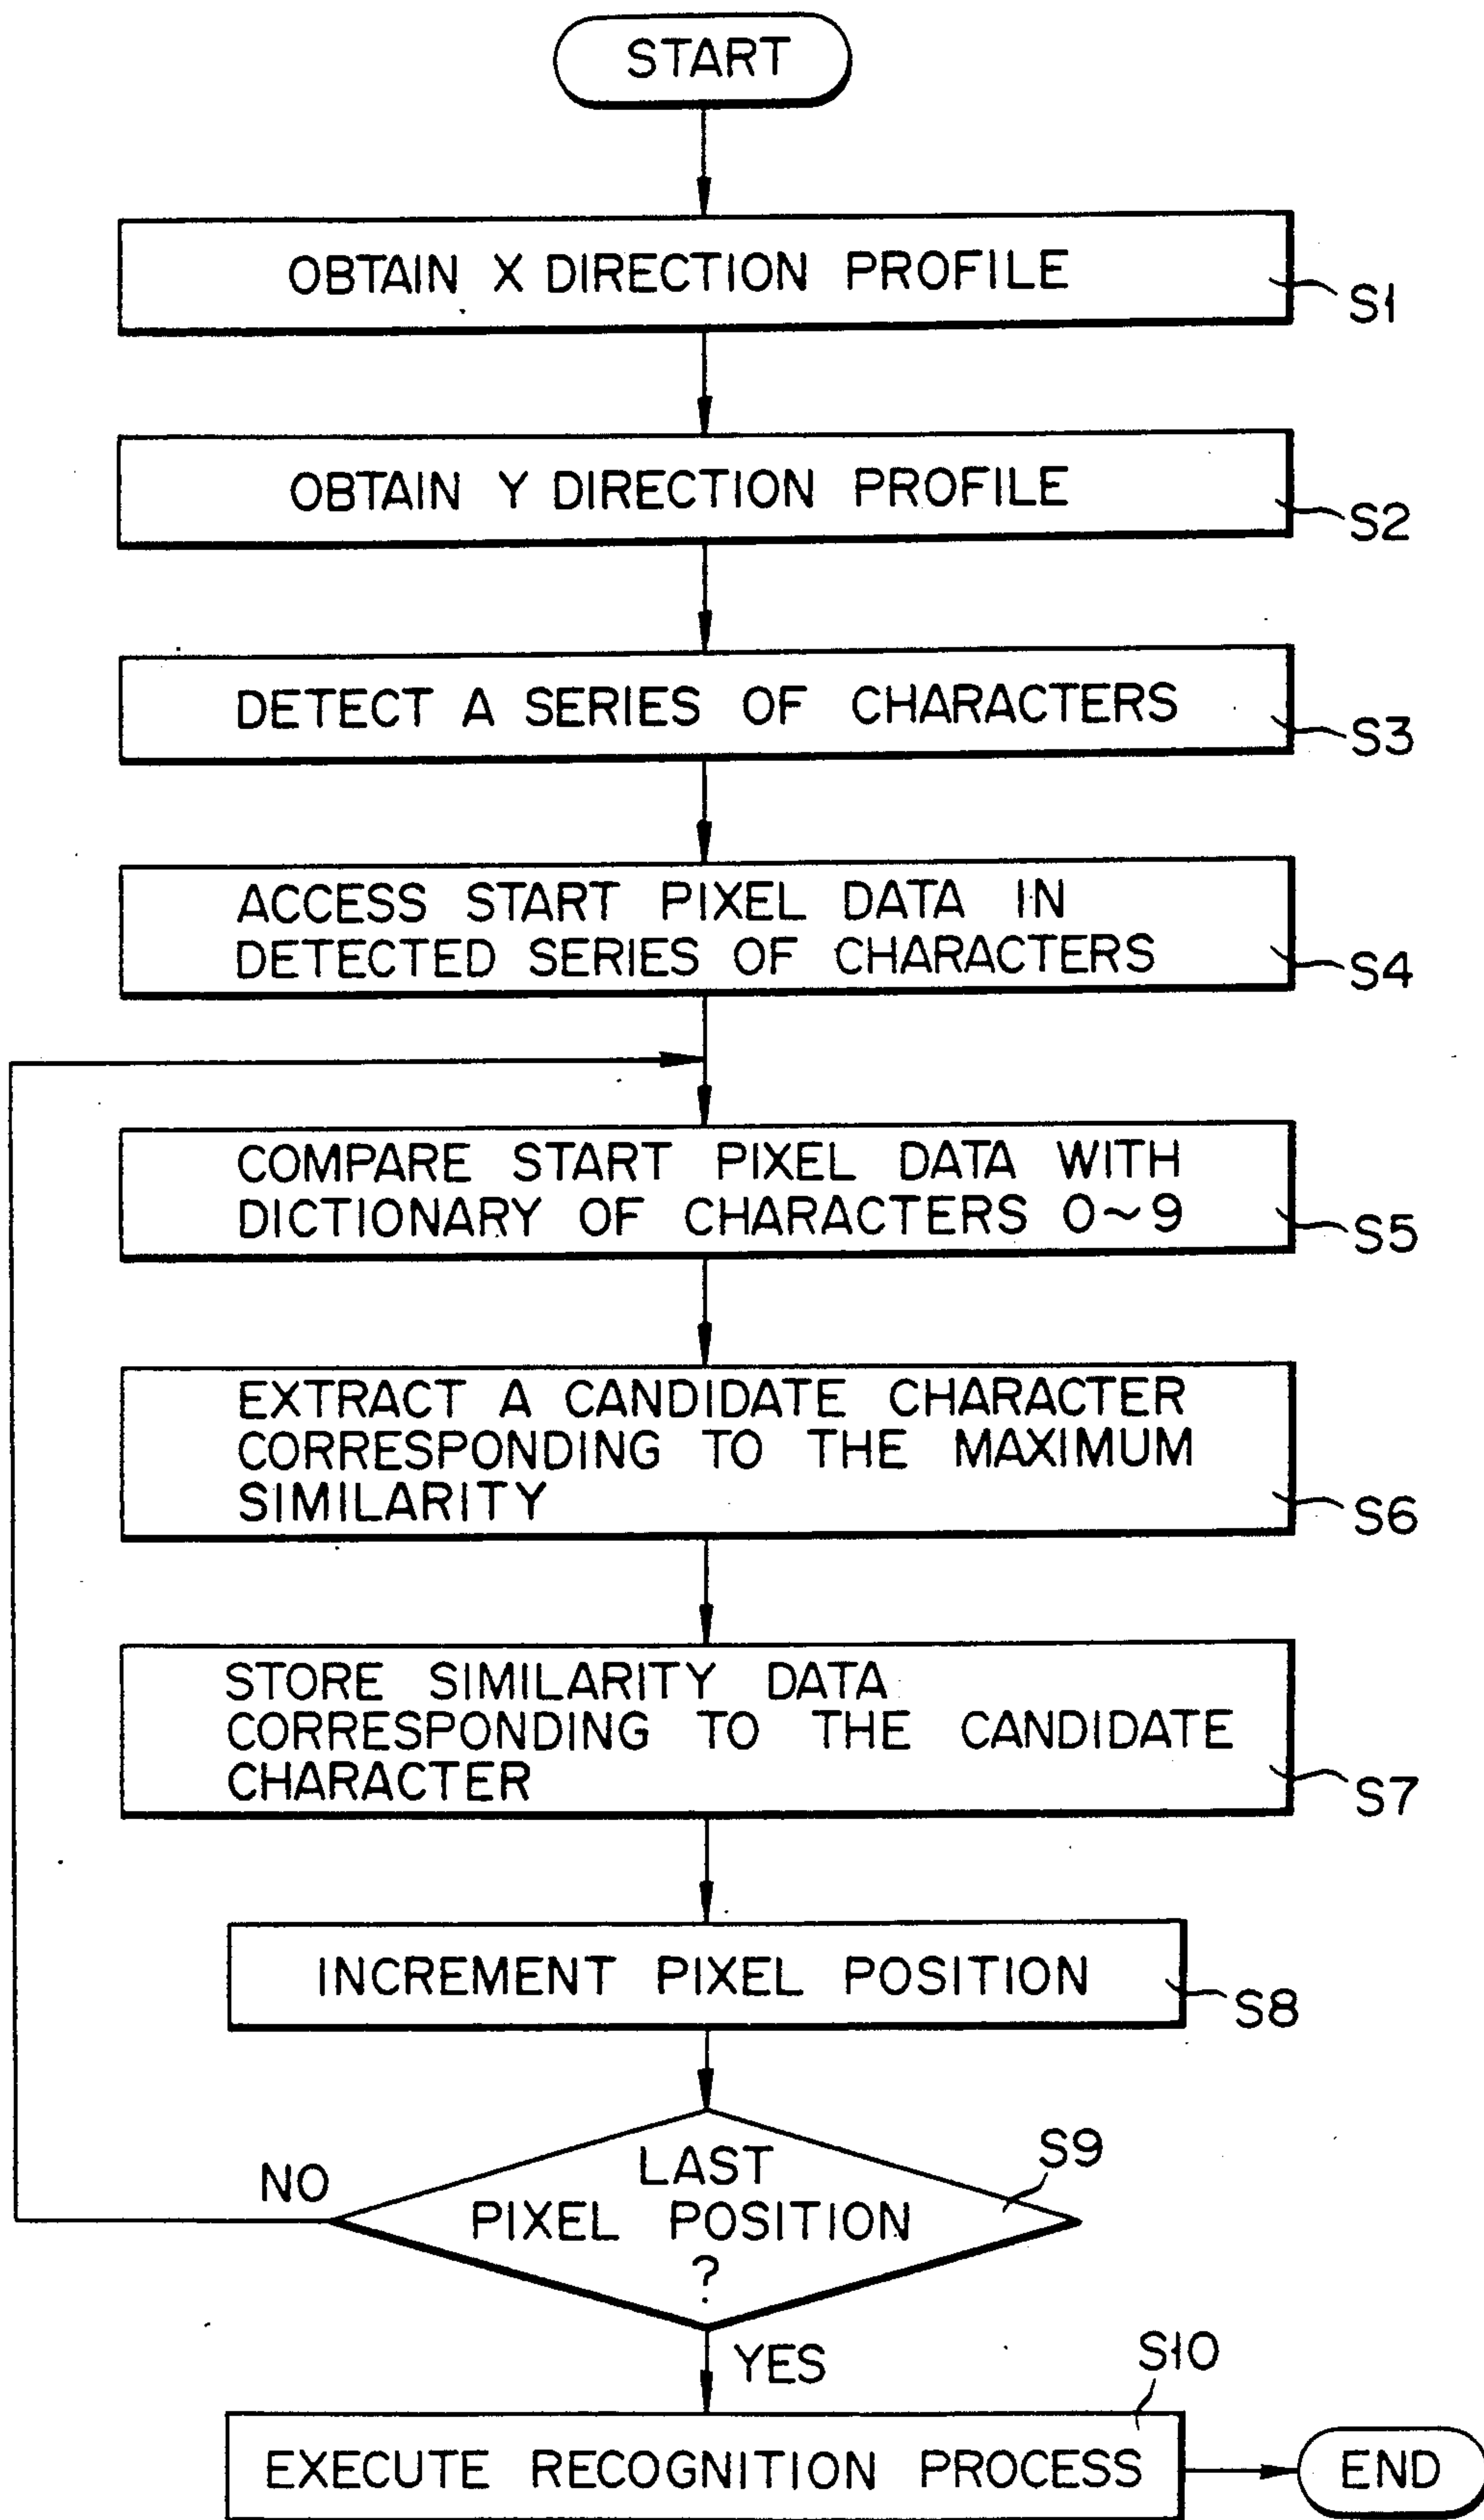 START
OBTAIN X DIRECTION PROFILE
S1
OBTAIN Y DIRECTION PROFILE
S2
DETECT A SERIES OF CHARACTERS
S3
ACCESS START PIXEL DATA IN
DETECTED SERIES OF CHARACTERS
S4
COMPARE START PIXEL DATA WITH
DICTIONARY OF CHARACTERS 0~9
S5
EXTRACT A CANDIDATE CHARACTER
CORRESPONDING TO THE MAXIMUM
SIMILARITY
S6
STORE SIMILARITY DATA
CORRESPONDING TO THE CANDIDATE
CHARACTER
S7
INCREMENT PIXEL POSITION
S8
LAST
PIXEL POSITION
?
S9
NO
YES
S10
EXECUTE RECOGNITION PROCESS
END